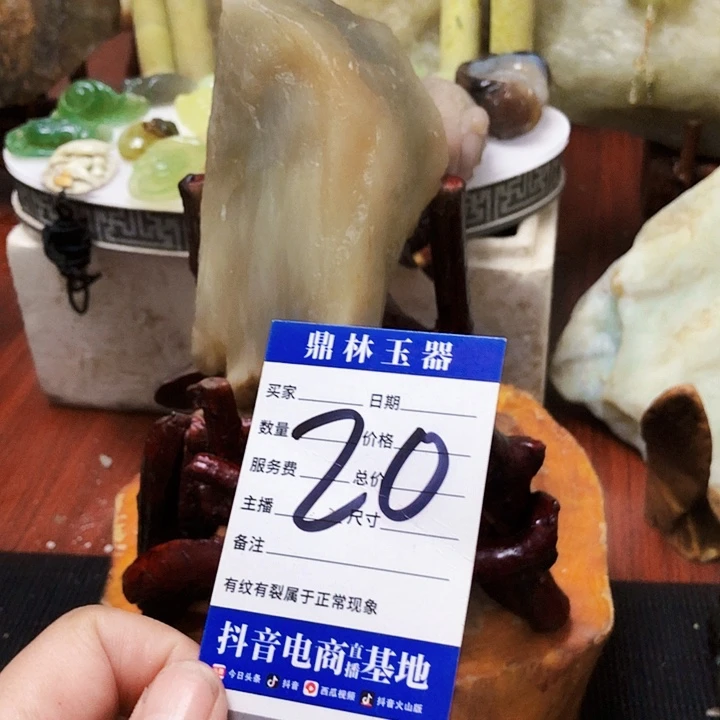 鼎林玉器
买家 日期
数量 价格
20
服务费 总价
主播 尺寸
备注
有纹有裂属于正常现象
抖音电商直播基地
今日头条 抖音 西瓜视频 抖音火山版